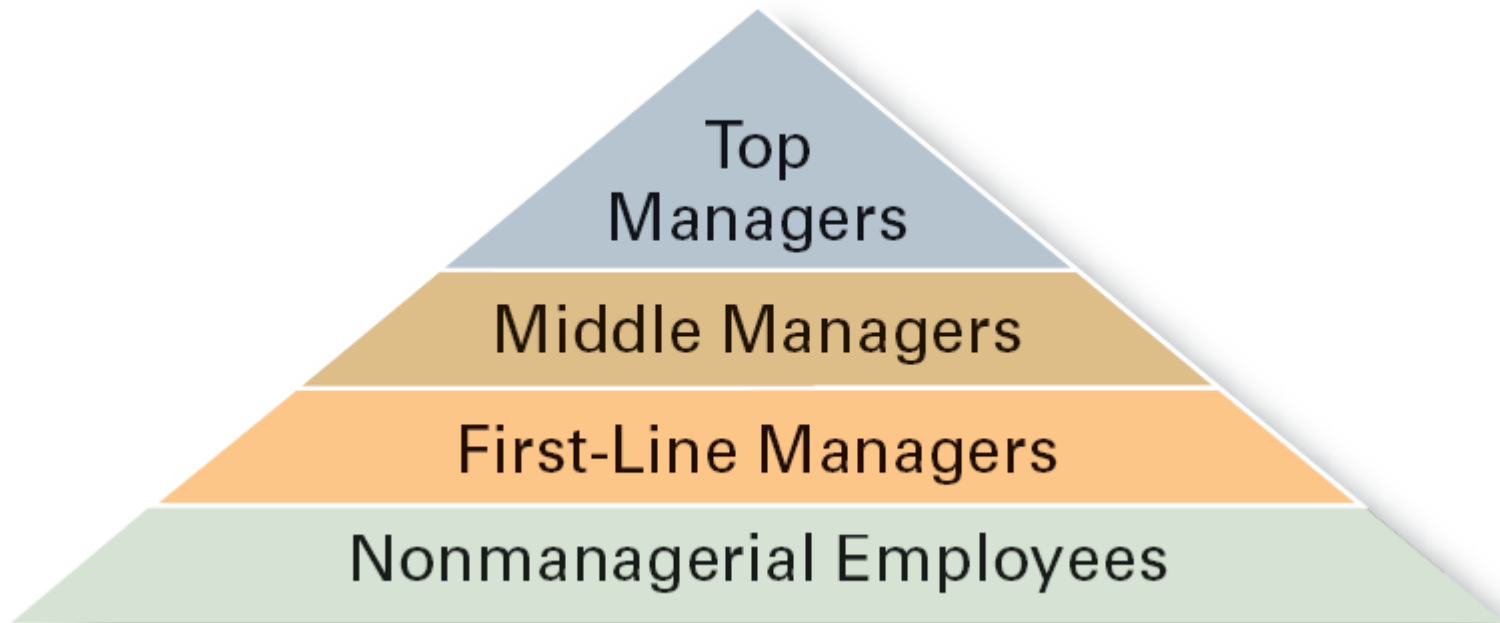 Top
Managers
Middle Managers
First-Line Managers
Nonmanagerial Employees